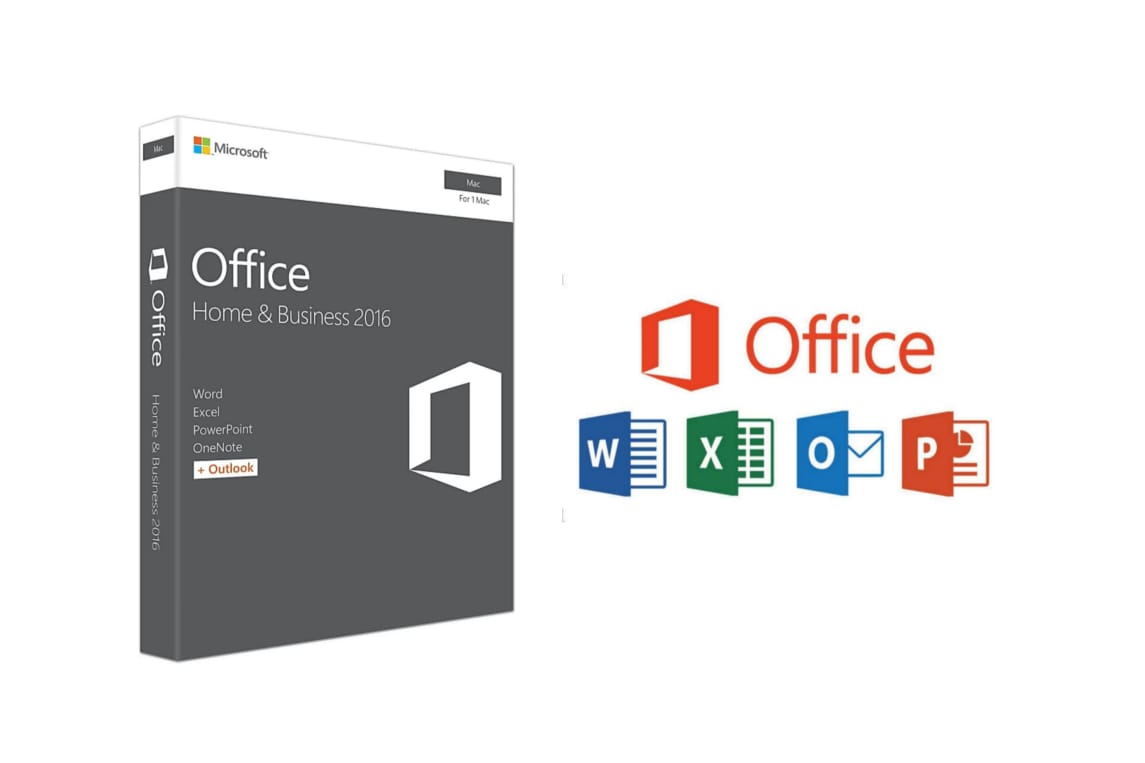 Mac
Microsoft
Mac
For 1 Mac
Office
Home & Business 2016
Word
Excel
PowerPoint
OneNote
+ Outlook
Office
Home & Business 2016
Office
W
X
O
P